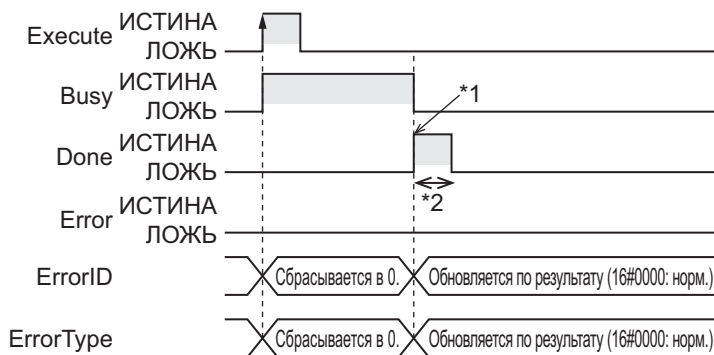 Execute ИСТИНА
ЛОЖЬ
Busy ИСТИНА
ЛОЖЬ
*1
Done ИСТИНА
ЛОЖЬ
*2
Error ИСТИНА
ЛОЖЬ
ErrorID Сбрасывается в 0. Обновляется по результату (16#0000: норм.)
ErrorType Сбрасывается в 0. Обновляется по результату (16#0000: норм.)